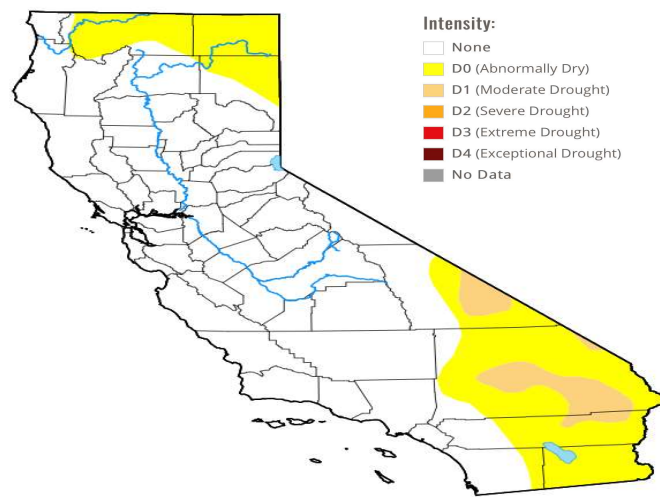 Intensity:
None
D0 (Abnormally Dry)
D1 (Moderate Drought)
D2 (Severe Drought)
D3 (Extreme Drought)
D4 (Exceptional Drought)
No Data